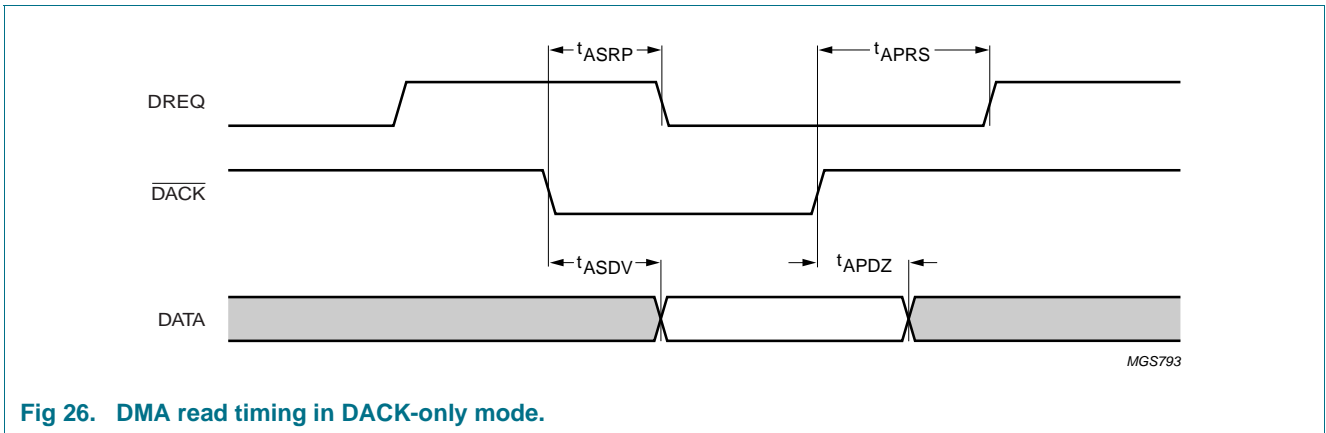 tASRP
tAPRS
DREQ
DACK
tASDV
tAPDZ
DATA
MGS793
Fig 26. DMA read timing in DACK-only mode.